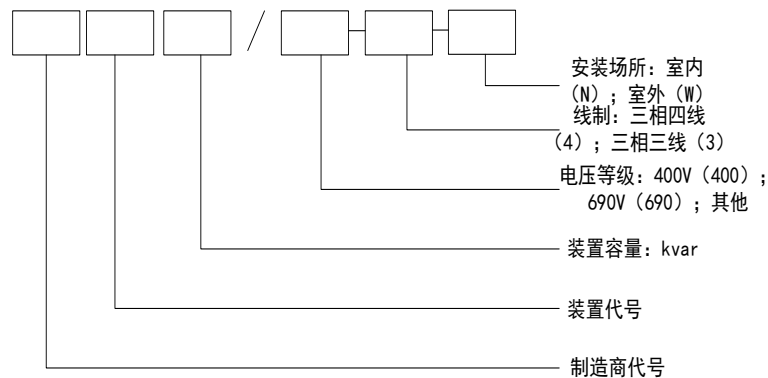 /
安装场所：室内
（N）；室外（W）
线制：三相四线
（4）；三相三线（3）
电压等级：400V（400）；
690V（690）；其他
装置容量：kvar
装置代号
制造商代号